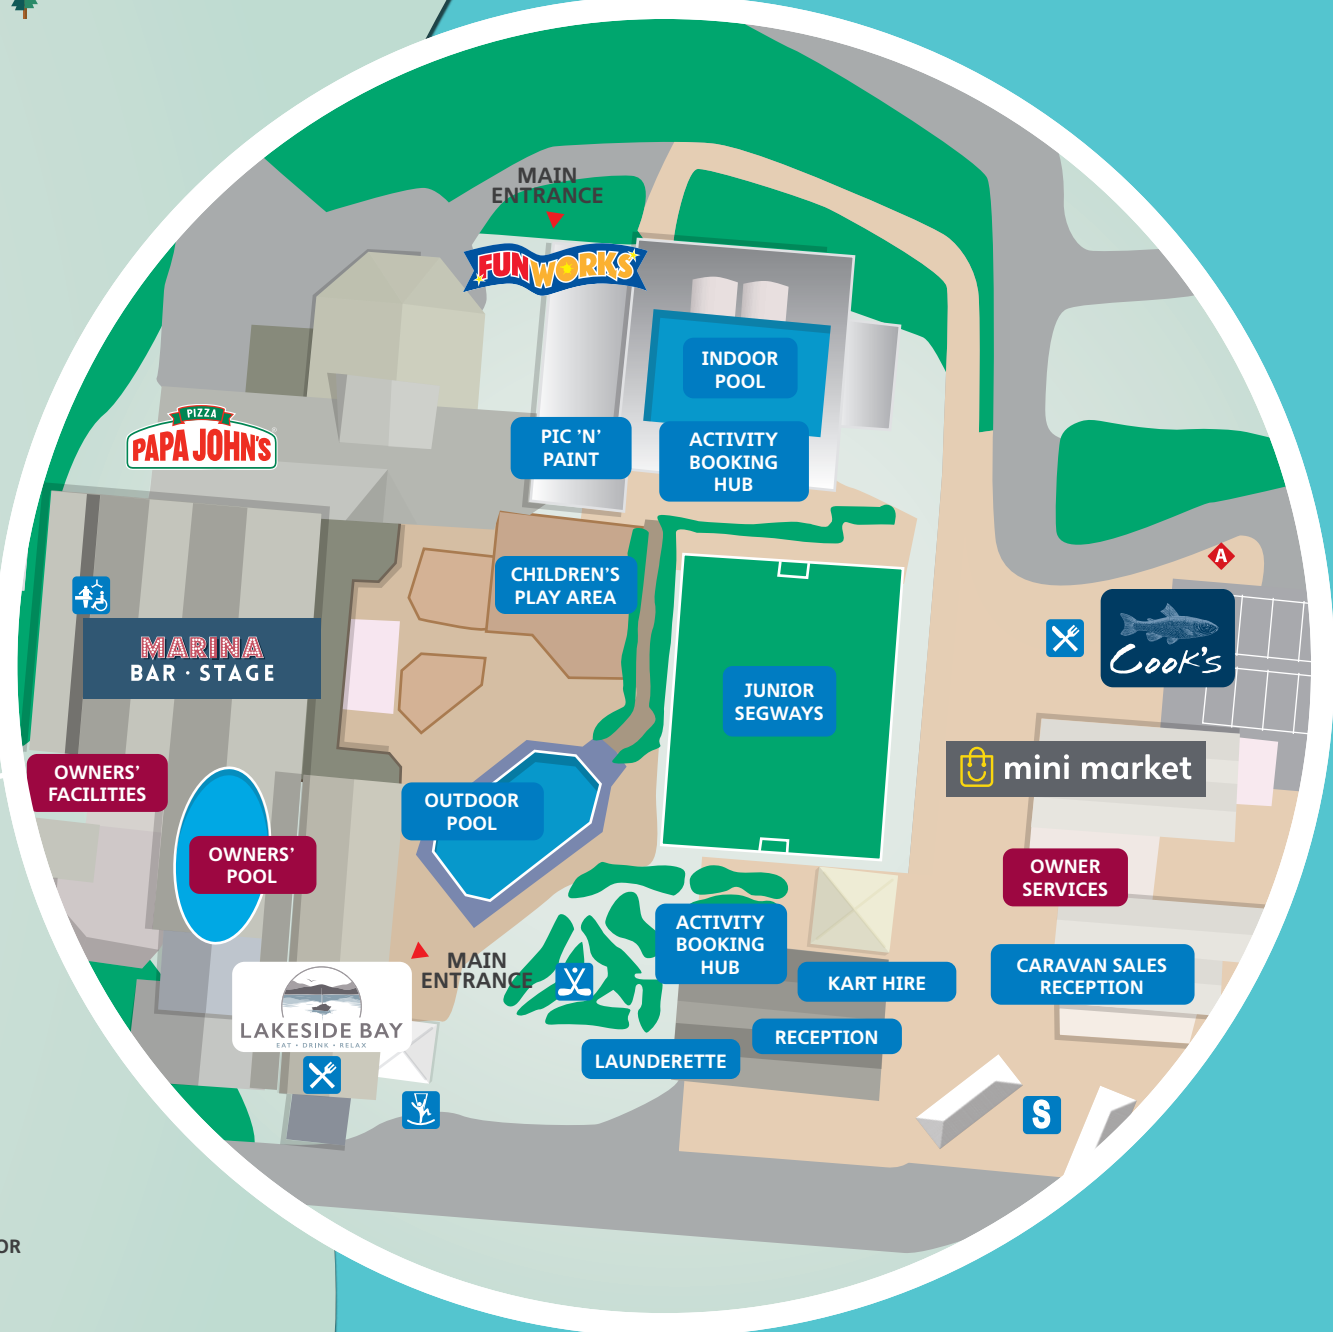 MAIN
ENTRANCE
FUNWORKS
INDOOR
POOL
PIZZA
PAPA JOHN'S
PIC 'N'
PAINT
ACTIVITY
BOOKING
HUB
A
CHILDREN'S
PLAY AREA
MARINA
BAR · STAGE
Cook's
JUNIOR
SEGWAYS
mini market
OWNERS'
FACILITIES
OUTDOOR
POOL
OWNERS'
POOL
OWNER
SERVICES
ACTIVITY
BOOKING
HUB
MAIN
ENTRANCE
CARAVAN SALES
RECEPTION
KART HIRE
LAKESIDE BAY
EAT · DRINK · RELAX
RECEPTION
LAUNDERETTE
S
OR